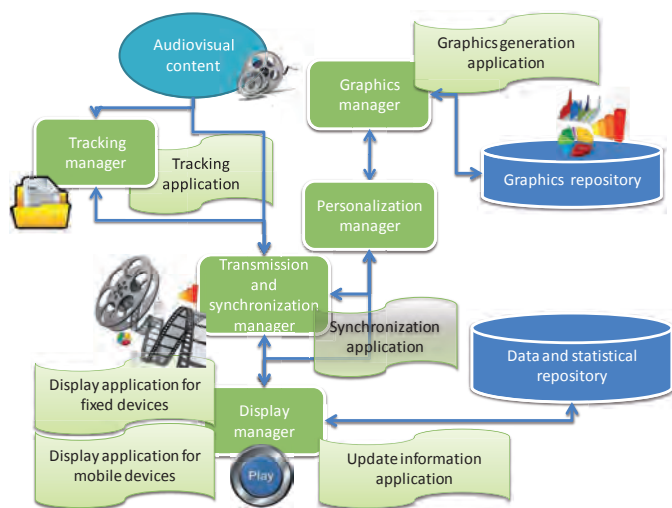 Audiovisual
content
Graphics generation
application
Graphics
manager
Tracking
manager
Tracking
application
Graphics repository
Personalization
manager
Transmission
and
synchronization
manager
Synchronization
application
Data and statistical
repository
Display application for
fixed devices
Display
manager
Display application for
mobile devices
Play
Update information
application